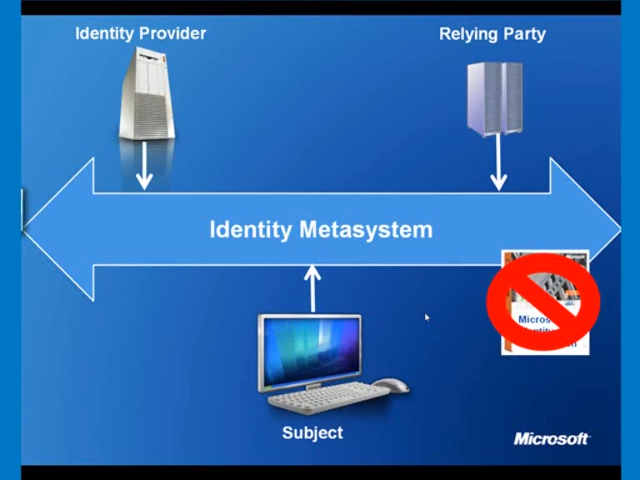 Identity Provider
Relying Party
Identity Metasystem
Subject
Microsoft